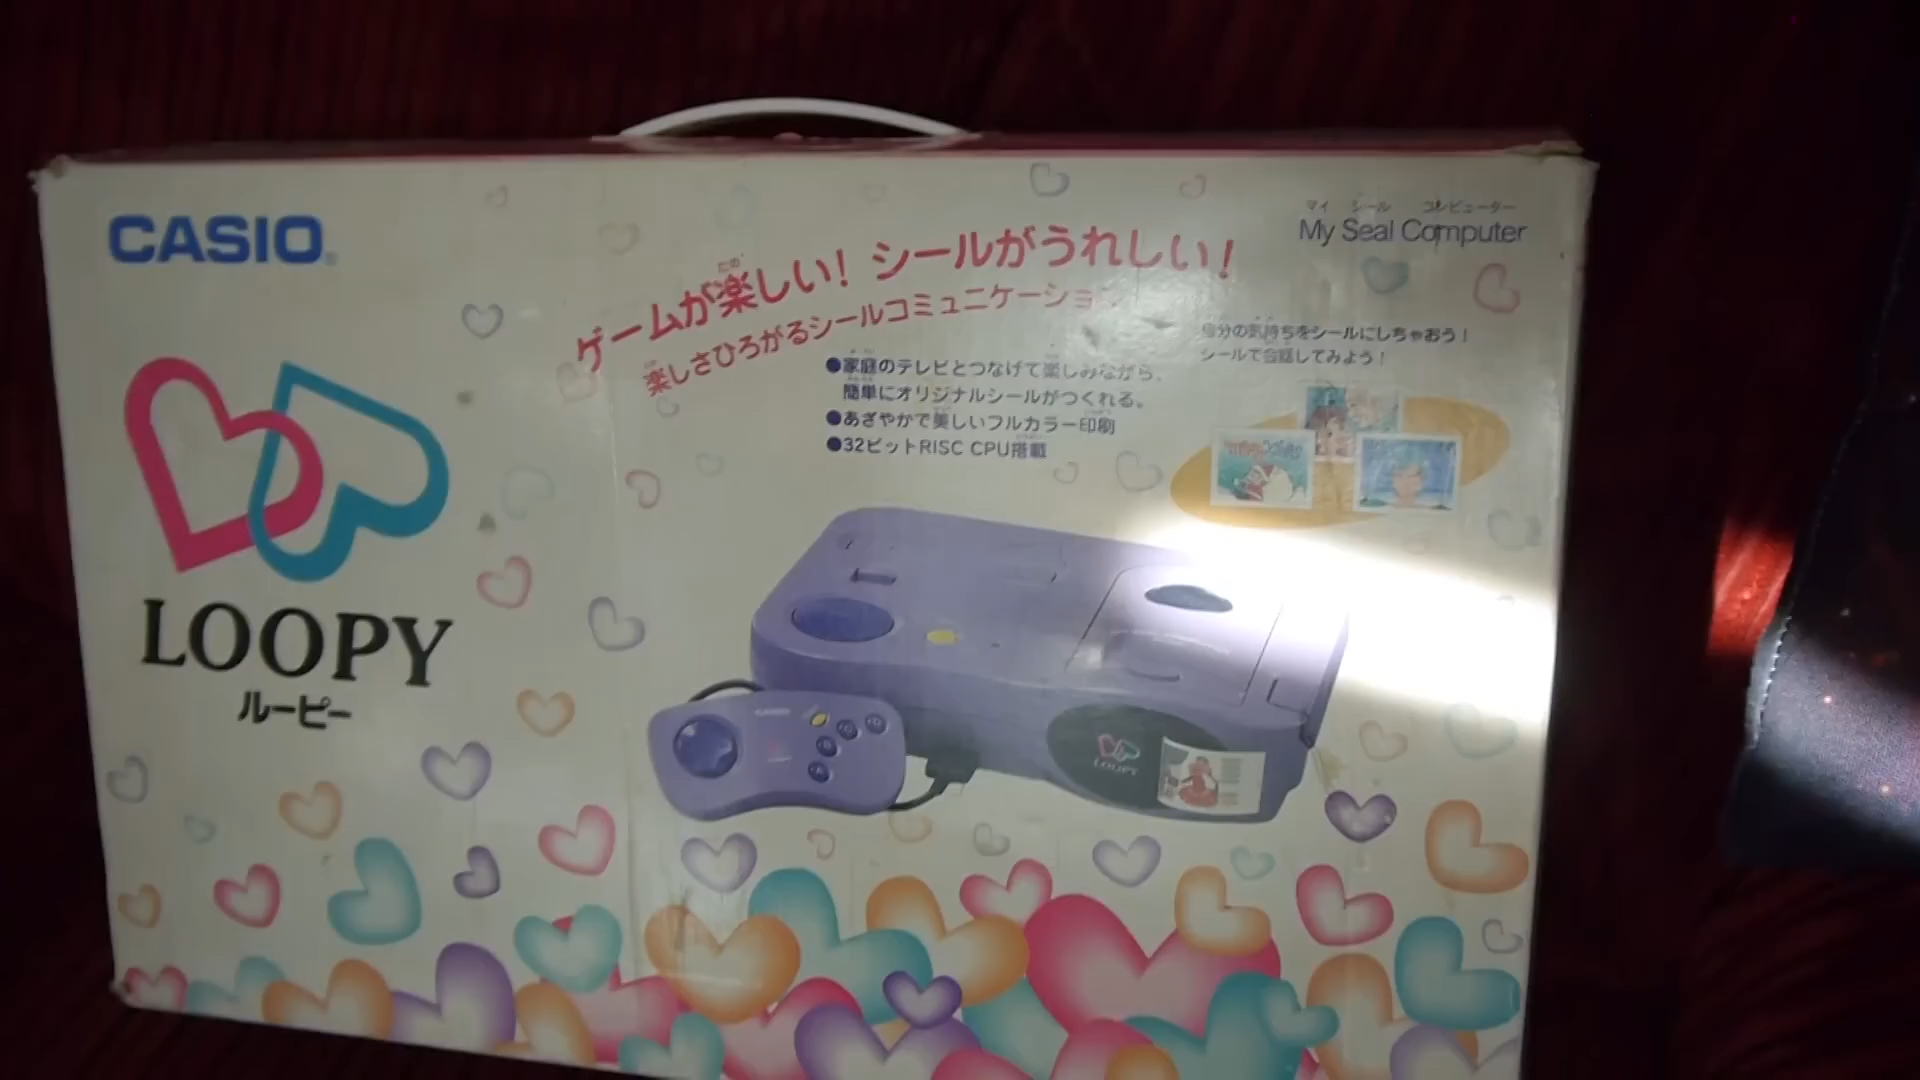 CASIO
マイ シール コンピューター
My Seal Computer
ゲームが楽しい！シールがうれしい！
楽しさひろがるシールコミュニケーション
自分の気持ちをシールにしちゃおう！
シールで会話してみよう！
●家庭のテレビとつなげて楽しみながら、
簡単にオリジナルシールがつくれる。
●あざやかで美しいフルカラー印刷
●32ビットRISC CPU搭載
LOOPY
ルーピー
CASIO
LOOPY